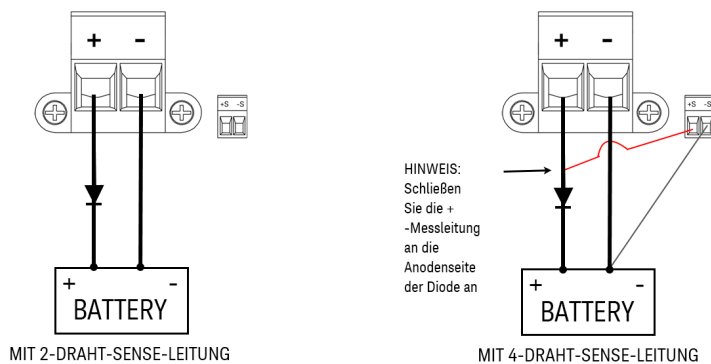 + -
+S -S
+ -
BATTERY
MIT 2-DRAHT-SENSE-LEITUNG
+ -
+S -S
HINWEIS:
Schließen
Sie die +
-Messleitung
an die
Anodenseite
der Diode an
+ -
BATTERY
MIT 4-DRAHT-SENSE-LEITUNG